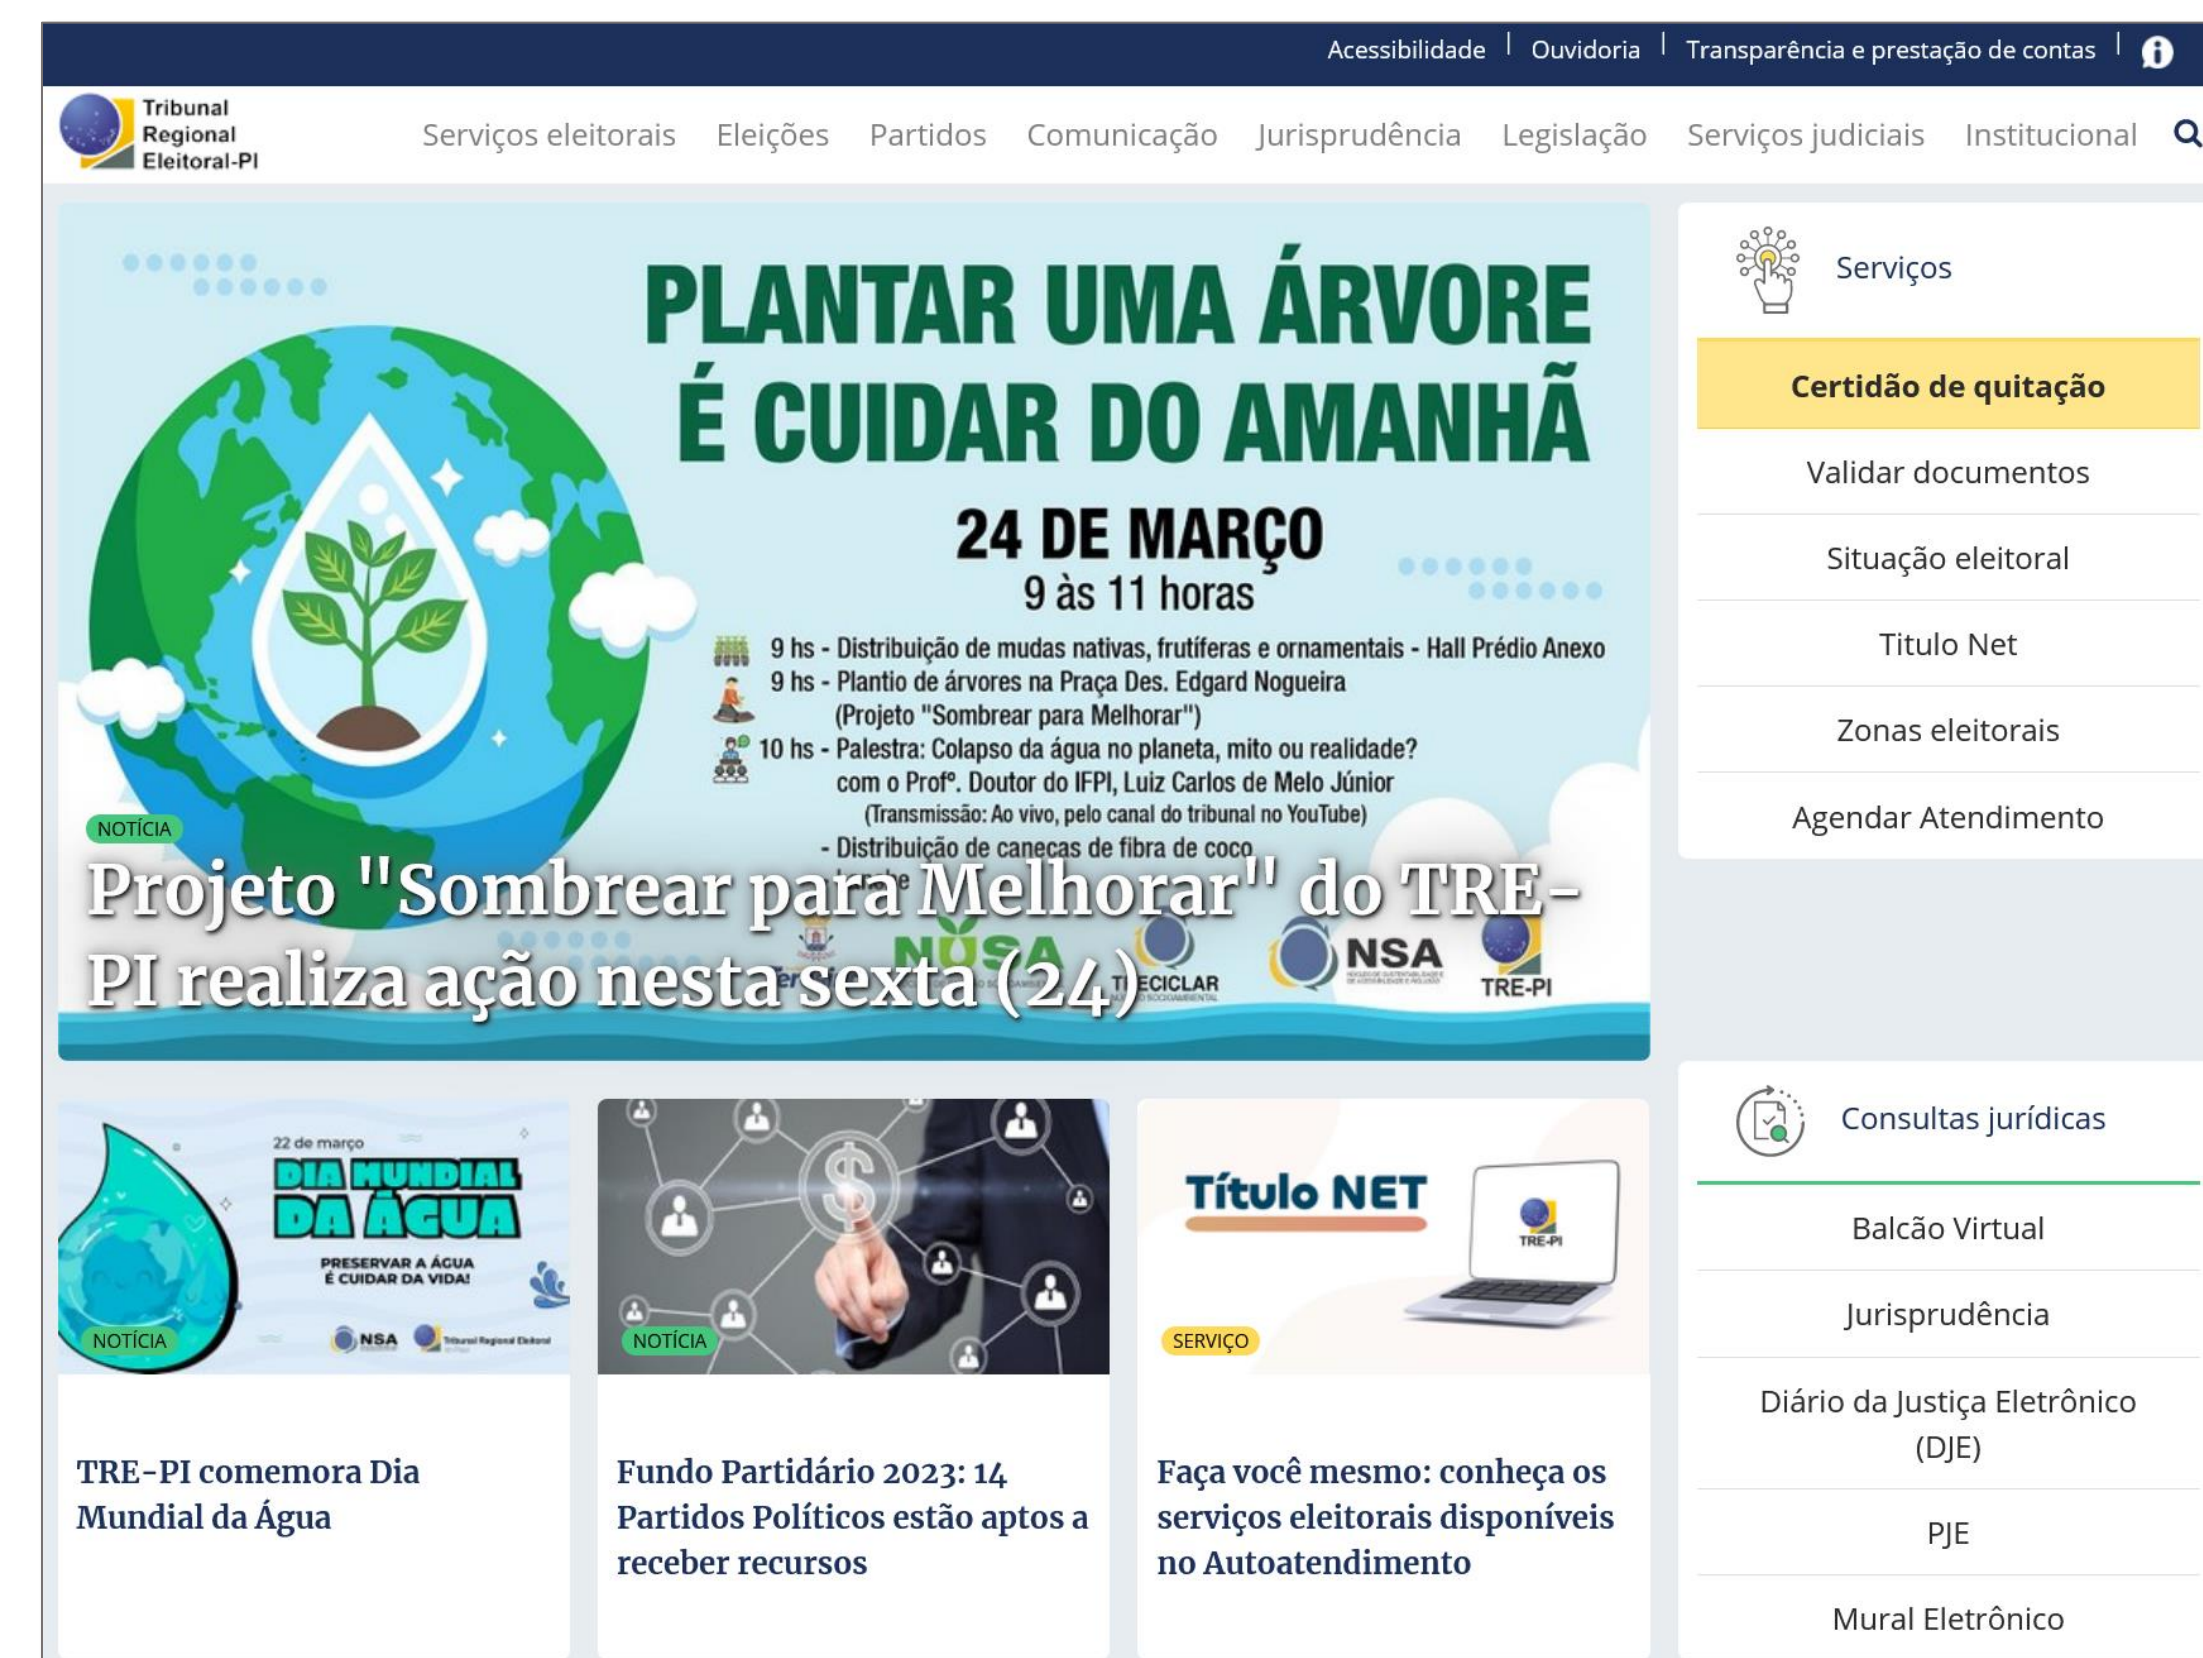 Acessibilidade
Ouvidoria
Transparência e prestação de contas
Tribunal
Regional
Eleitoral-PI
Serviços eleitorais
Eleições
Partidos
Comunicação
Jurisprudência
Legislação
Serviços judiciais
Institucional
PLANTAR UMA ÁRVORE
É CUIDAR DO AMANHÃ
24 DE MARÇO
9 às 11 horas
9 hs - Distribuição de mudas nativas, frutíferas e ornamentais - Hall Prédio Anexo
9 hs - Plantio de árvores na Praça Des. Edgard Nogueira
(Projeto "Sombrear para Melhorar")
10 hs - Palestra: Colapso da água no planeta, mito ou realidade?
com o Profº. Doutor do IFPI, Luiz Carlos de Melo Júnior
(Transmissão: Ao vivo, pelo canal do tribunal no YouTube)
- Distribuição de canecas de fibra de coco
NOTÍCIA
Projeto "Sombrear para Melhorar" do TRE-
PI realiza ação nesta sexta (24)
NUSA
NSA
TRE-PI
Serviços
Certidão de quitação
Validar documentos
Situação eleitoral
Titulo Net
Zonas eleitorais
Agendar Atendimento
22 de março
DIA MUNDIAL
DA ÁGUA
PRESERVAR A ÁGUA
É CUIDAR DA VIDA!
NSA
Tribunal Regional Eleitoral
NOTÍCIA
TRE-PI comemora Dia
Mundial da Água
NOTÍCIA
Fundo Partidário 2023: 14
Partidos Políticos estão aptos a
receber recursos
Título NET
TRE-PI
SERVIÇO
Faça você mesmo: conheça os
serviços eleitorais disponíveis
no Autoatendimento
Consultas jurídicas
Balcão Virtual
Jurisprudência
Diário da Justiça Eletrônico
(DJE)
PJE
Mural Eletrônico